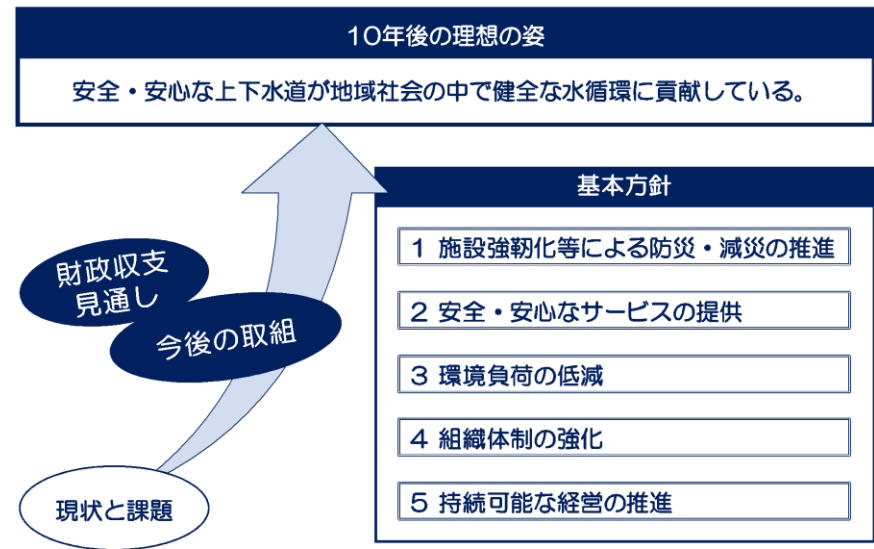 10年後の理想の姿
安全・安心な上下水道が地域社会の中で健全な水循環に貢献している。
基本方針
1 施設強靭化等による防災・減災の推進
2 安全・安心なサービスの提供
3 環境負荷の低減
4 組織体制の強化
5 持続可能な経営の推進
財政収支
見通し
今後の取組
現状と課題